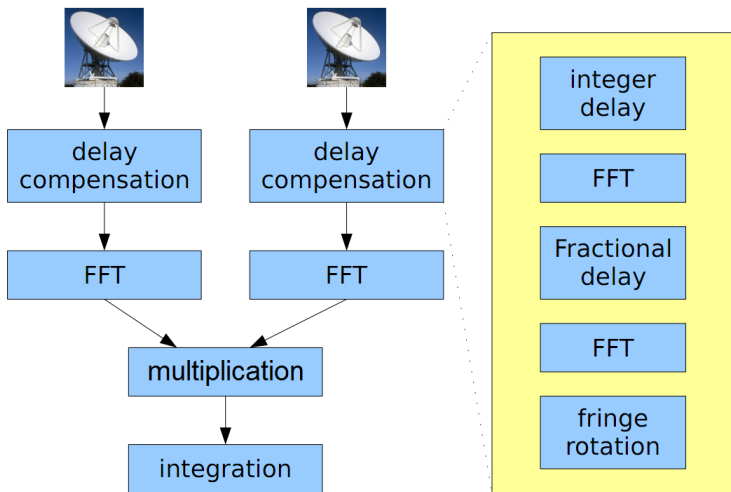 delay
compensation
delay
compensation
FFT
FFT
multiplication
integration
integer
delay
FFT
Fractional
delay
FFT
fringe
rotation